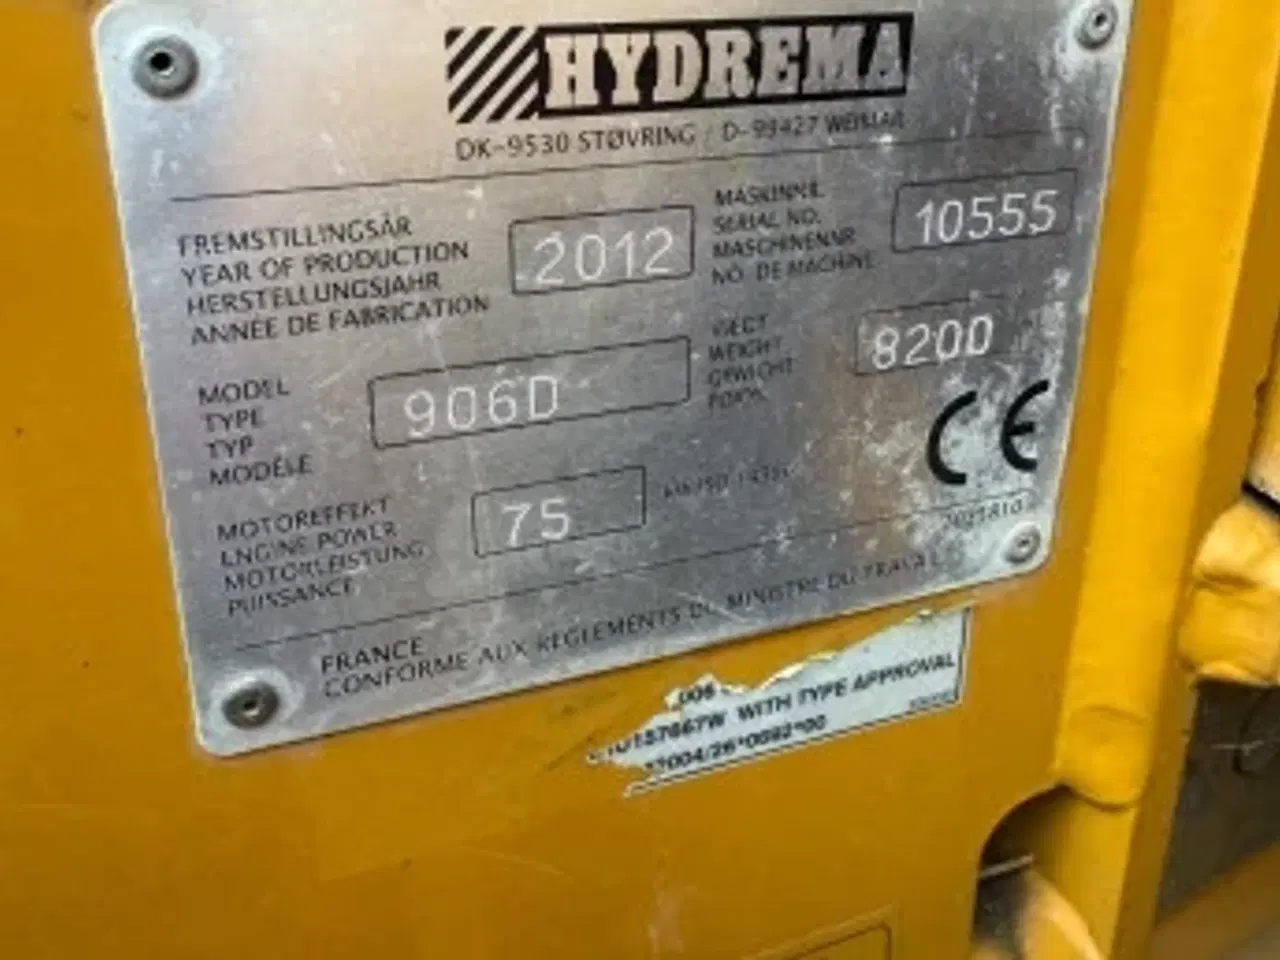 HYDREMA
DK-9530 STØVRING / D-99427 WEIMAR
FREMSTILLINGSÅR
YEAR OF PRODUCTION
HERSTELLUNGSJAHR
ANNÉE DE FABRICATION
2012
MASKINNR.
SERIAL NO.
MASCHINENNR.
NO. DE MACHINE
10555
MODEL
TYPE
TYP
MODÈLE
906D
VÆGT
WEIGHT
GEWICHT
POIDS
8200
CE
MOTOREFFEKT
ENGINE POWER
MOTORLEISTUNG
PUISSANCE
75
FRANCE
CONFORME AUX RÈGLEMENTS DU MINISTRE DU TRAVAIL
006
WITH TYPE APPROVAL